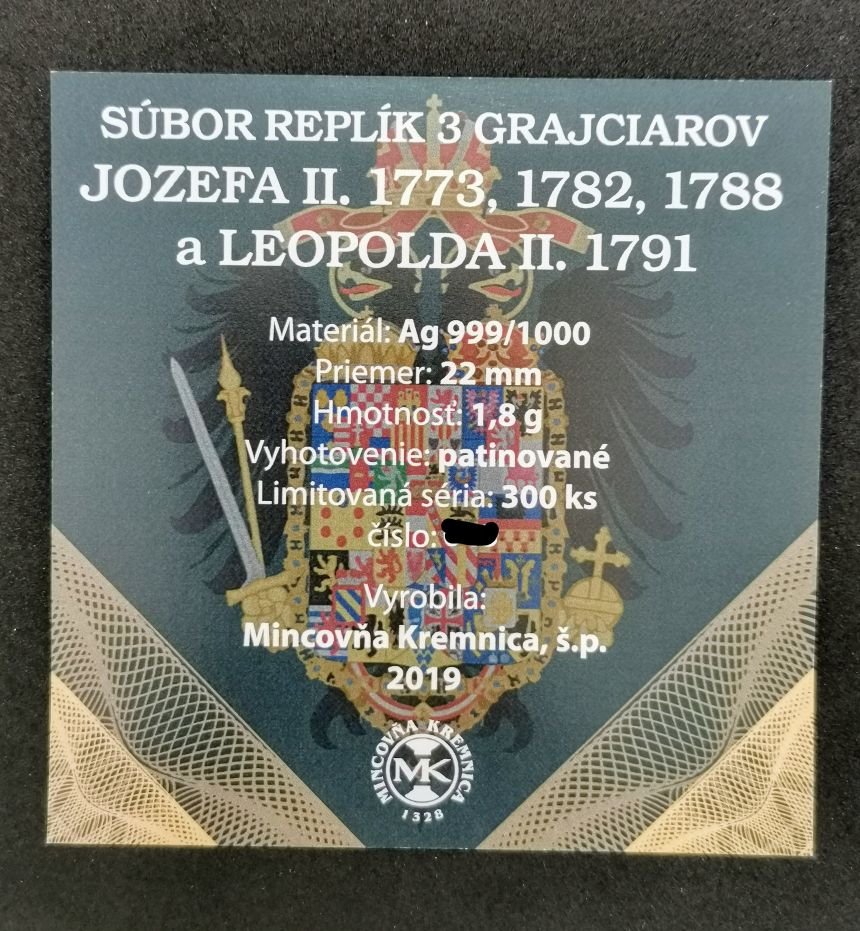 SÚBOR REPLÍK 3 GRAJCIAROV
JOZEFA II. 1773, 1782, 1788
a LEOPOLDA II. 1791
Materiál: Ag 999/1000
Priemer: 22 mm
Hmotnosť: 1,8 g
Vyhotovenie: patinované
Limitovaná séria: 300 ks
číslo:
Vyrobila:
Mincovňa Kremnica, š.p.
2019
MINCOVŇA KREMNICA
MK
1328